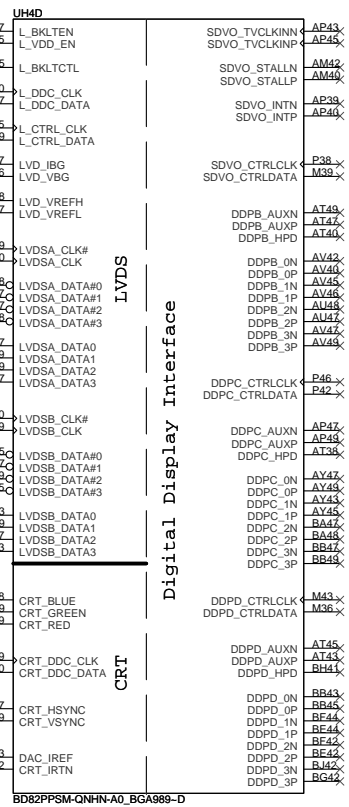 UH4D
L_BKLTEN
L_VDD_EN
L_BKLTCTL
L_DDC_CLK
L_DDC_DATA
L_CTRL_CLK
L_CTRL_DATA
LVD_IBG
LVD_VBG
LVD_VREFH
LVD_VREFL
LVDSA_CLK#
LVDSA_CLK
LVDSA_DATA#0
LVDSA_DATA#1
LVDSA_DATA#2
LVDSA_DATA#3
LVDSA_DATA0
LVDSA_DATA1
LVDSA_DATA2
LVDSA_DATA3
LVDSB_CLK#
LVDSB_CLK
LVDSB_DATA#0
LVDSB_DATA#1
LVDSB_DATA#2
LVDSB_DATA#3
LVDSB_DATA0
LVDSB_DATA1
LVDSB_DATA2
LVDSB_DATA3
CRT_BLUE
CRT_GREEN
CRT_RED
CRT_DDC_CLK
CRT_DDC_DATA
CRT_HSYNC
CRT_VSYNC
DAC_IREF
CRT_IRTN
LVDS
CRT
Digital Display Interface
SDVO_TVCLKINN AP43
SDVO_TVCLKINP AP45
SDVO_STALLN AM42
SDVO_STALLP AM40
SDVO_INTN AP39
SDVO_INTP AP40
SDVO_CTRLCLK P38
SDVO_CTRLDATA M39
DDPB_AUXN AT49
DDPB_AUXP AT47
DDPB_HPD AT40
DDPB_0N AV42
DDPB_0P AV40
DDPB_1N AV45
DDPB_1P AV46
DDPB_2N AU48
DDPB_2P AU47
DDPB_3N AV47
DDPB_3P AV49
DDPC_CTRLCLK P46
DDPC_CTRLDATA P42
DDPC_AUXN AP47
DDPC_AUXP AP49
DDPC_HPD AT38
DDPC_0N AY47
DDPC_0P AY49
DDPC_1N AY43
DDPC_1P AY45
DDPC_2N BA47
DDPC_2P BA48
DDPC_3N BB47
DDPC_3P BB49
DDPD_CTRLCLK M43
DDPD_CTRLDATA M36
DDPD_AUXN AT45
DDPD_AUXP AT43
DDPD_HPD BH41
DDPD_0N BB43
DDPD_0P BB45
DDPD_1N BF44
DDPD_1P BE44
DDPD_2N BF42
DDPD_2P BE42
DDPD_3N BJ42
DDPD_3P BG42
BD82PPSM-QNHN-A0_BGA989~D